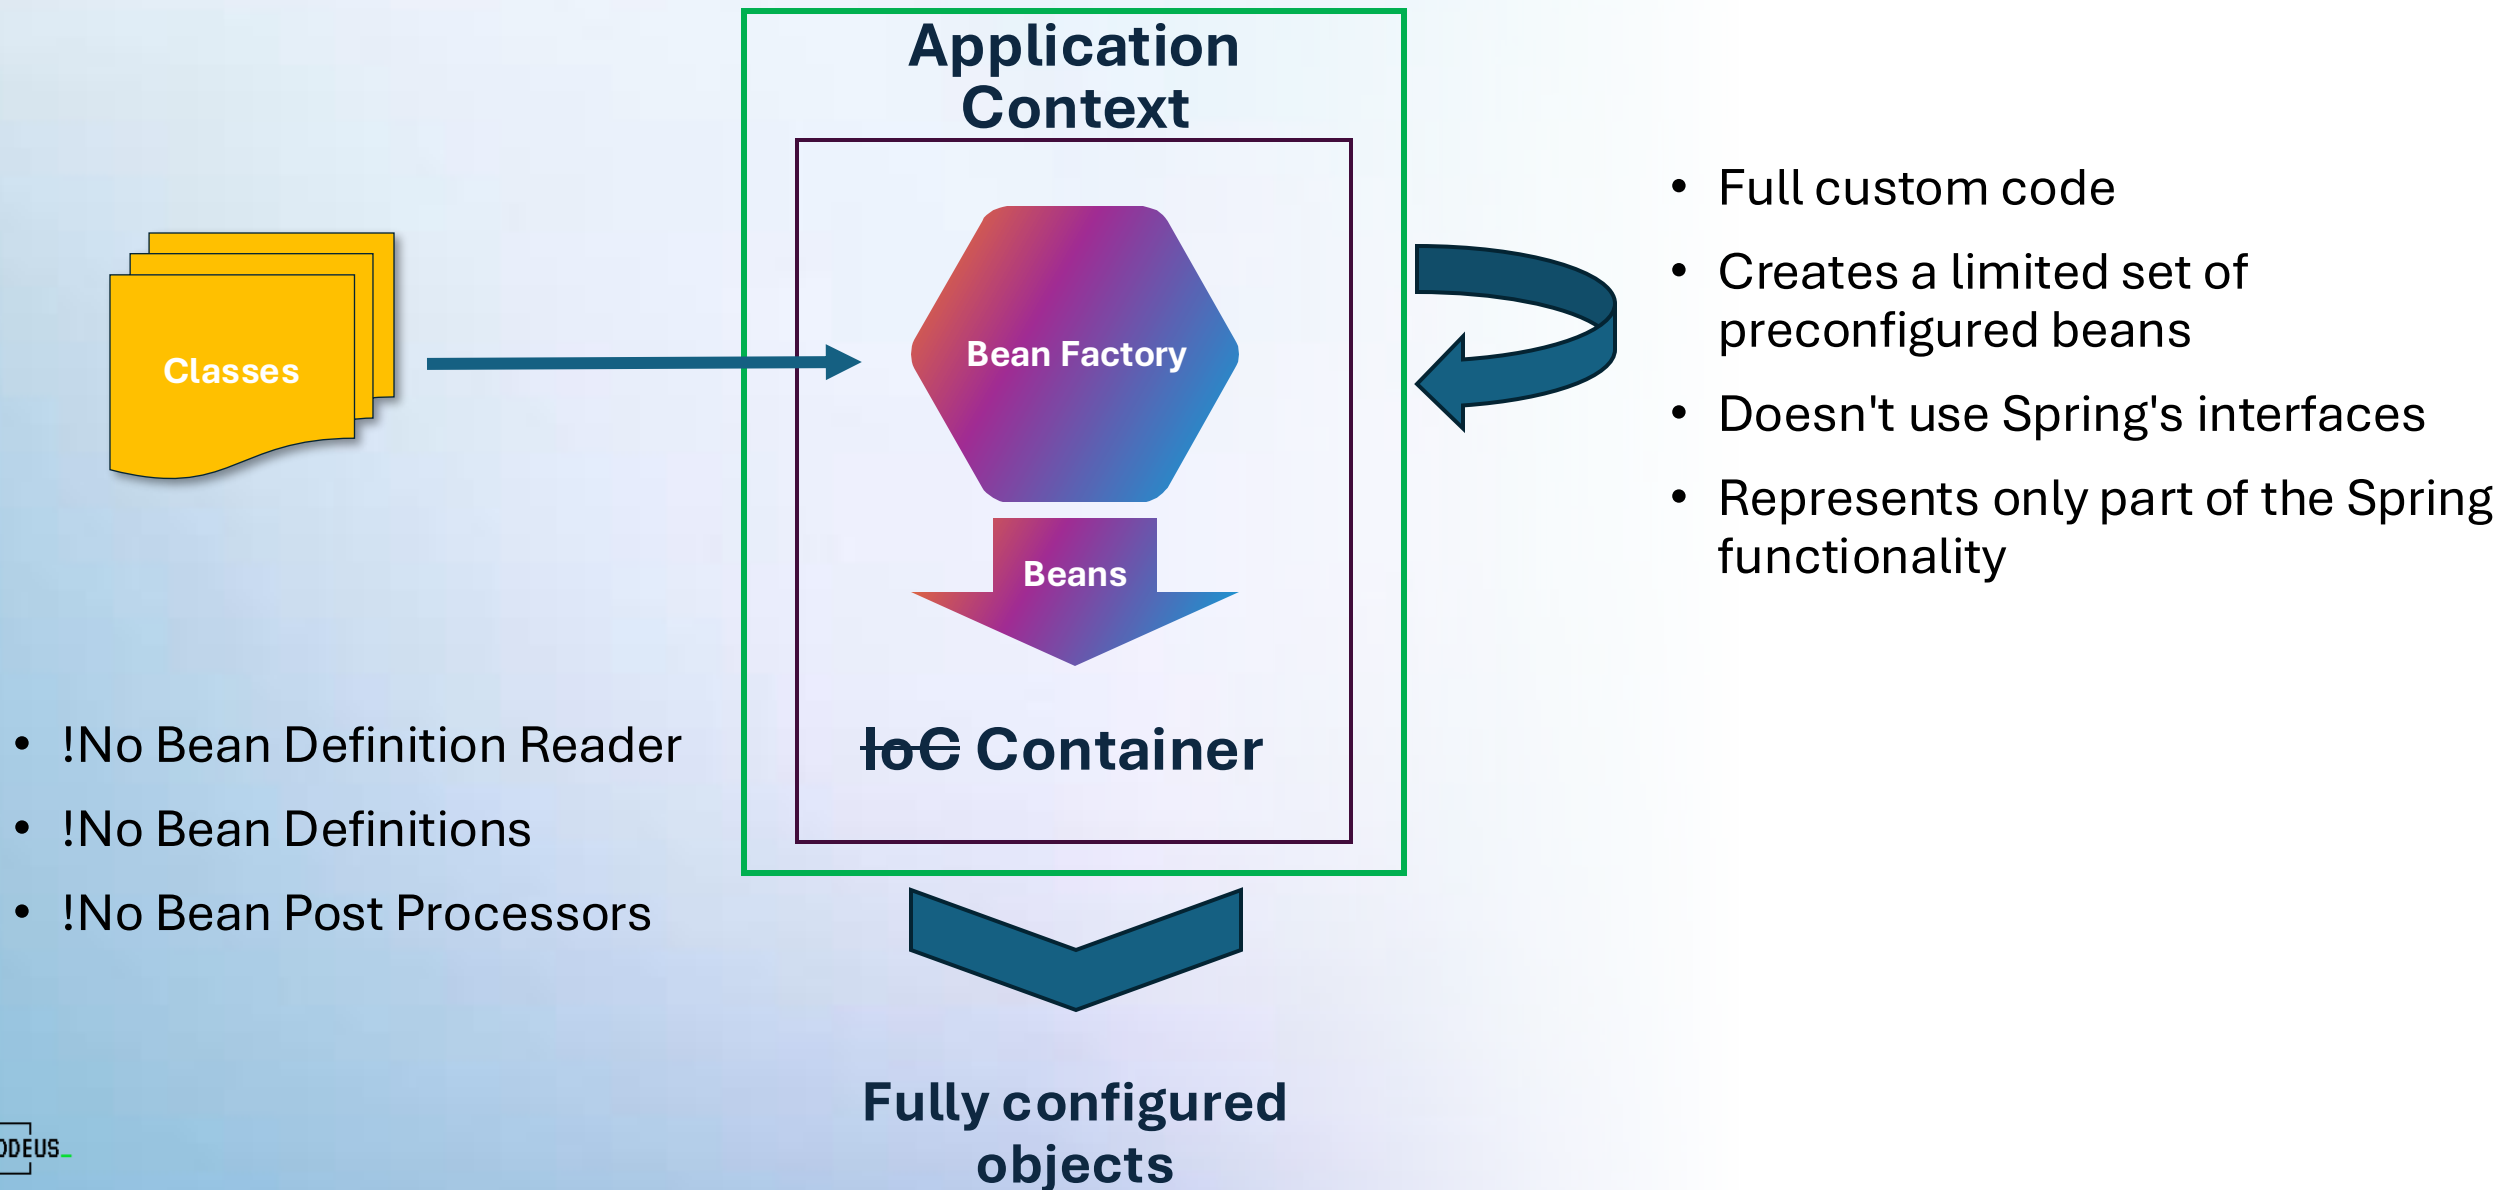 Application
Context
Classes
Bean Factory
Beans
IoC Container
Fully configured
objects
• Full custom code
• Creates a limited set of
preconfigured beans
• Doesn't use Spring's interfaces
• Represents only part of the Spring
functionality
• !No Bean Definition Reader
• !No Bean Definitions
• !No Bean Post Processors
DEUS_